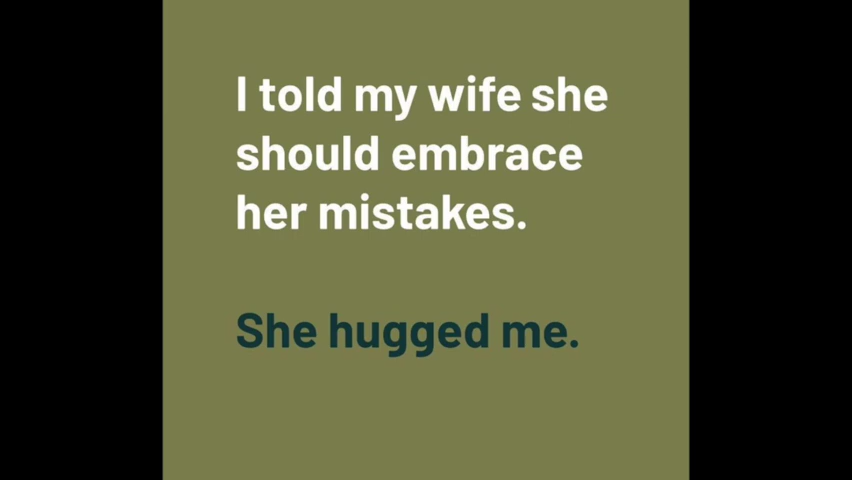 I told my wife she
should embrace
her mistakes.
She hugged me.